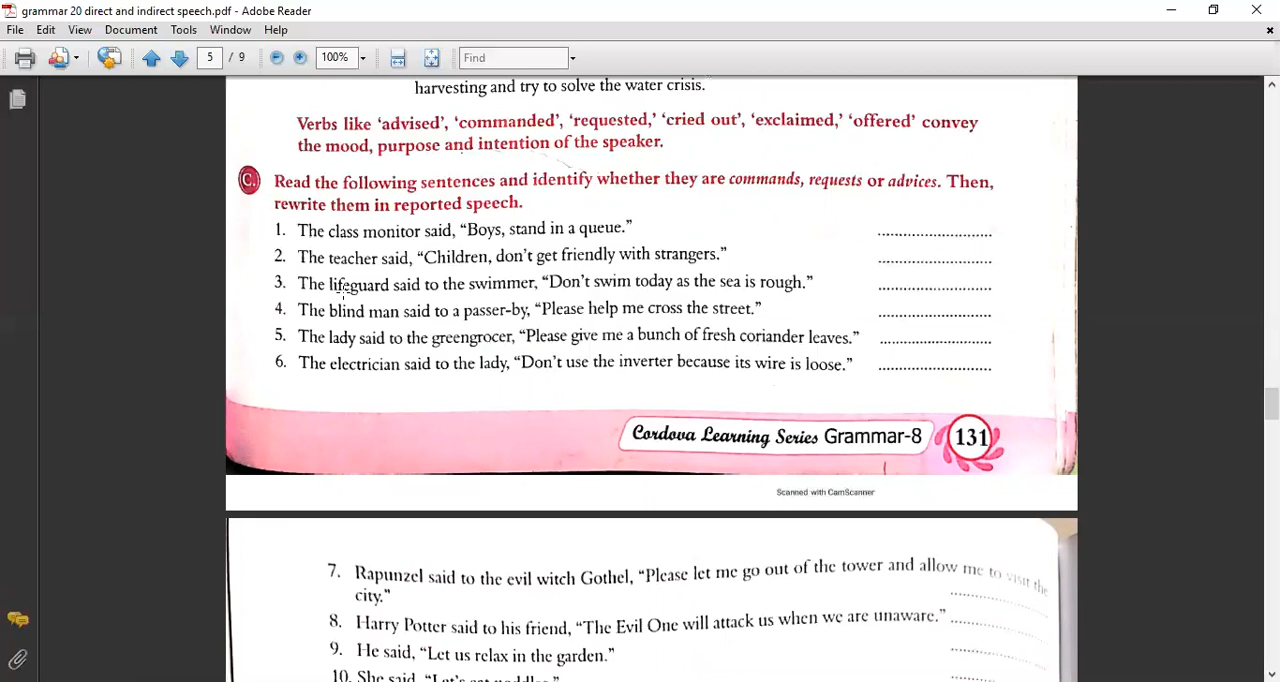 grammar 20 direct and indirect speech.pdf - Adobe Reader
File Edit View Document Tools Window Help
5 / 9 100% Find
harvesting and try to solve the water crisis.
Verbs like ‘advised’, ‘commanded’, ‘requested,’ ‘cried out’, ‘exclaimed,’ ‘offered’ convey
the mood, purpose and intention of the speaker.
C. Read the following sentences and identify whether they are commands, requests or advices. Then,
rewrite them in reported speech.
1. The class monitor said, “Boys, stand in a queue.” ..........................
2. The teacher said, “Children, don’t get friendly with strangers.” ..........................
3. The lifeguard said to the swimmer, “Don’t swim today as the sea is rough.” ..........................
4. The blind man said to a passer-by, “Please help me cross the street.” ..........................
5. The lady said to the greengrocer, “Please give me a bunch of fresh coriander leaves.” ..........................
6. The electrician said to the lady, “Don’t use the inverter because its wire is loose.” ..........................
Cordova Learning Series Grammar-8 131
Scanned with CamScanner
7. Rapunzel said to the evil witch Gothel, “Please let me go out of the tower and allow me to visit the
city.” ......................
8. Harry Potter said to his friend, “The Evil One will attack us when we are unaware.” ......................
9. He said, “Let us relax in the garden.” ......................
10. She said, “Let’s